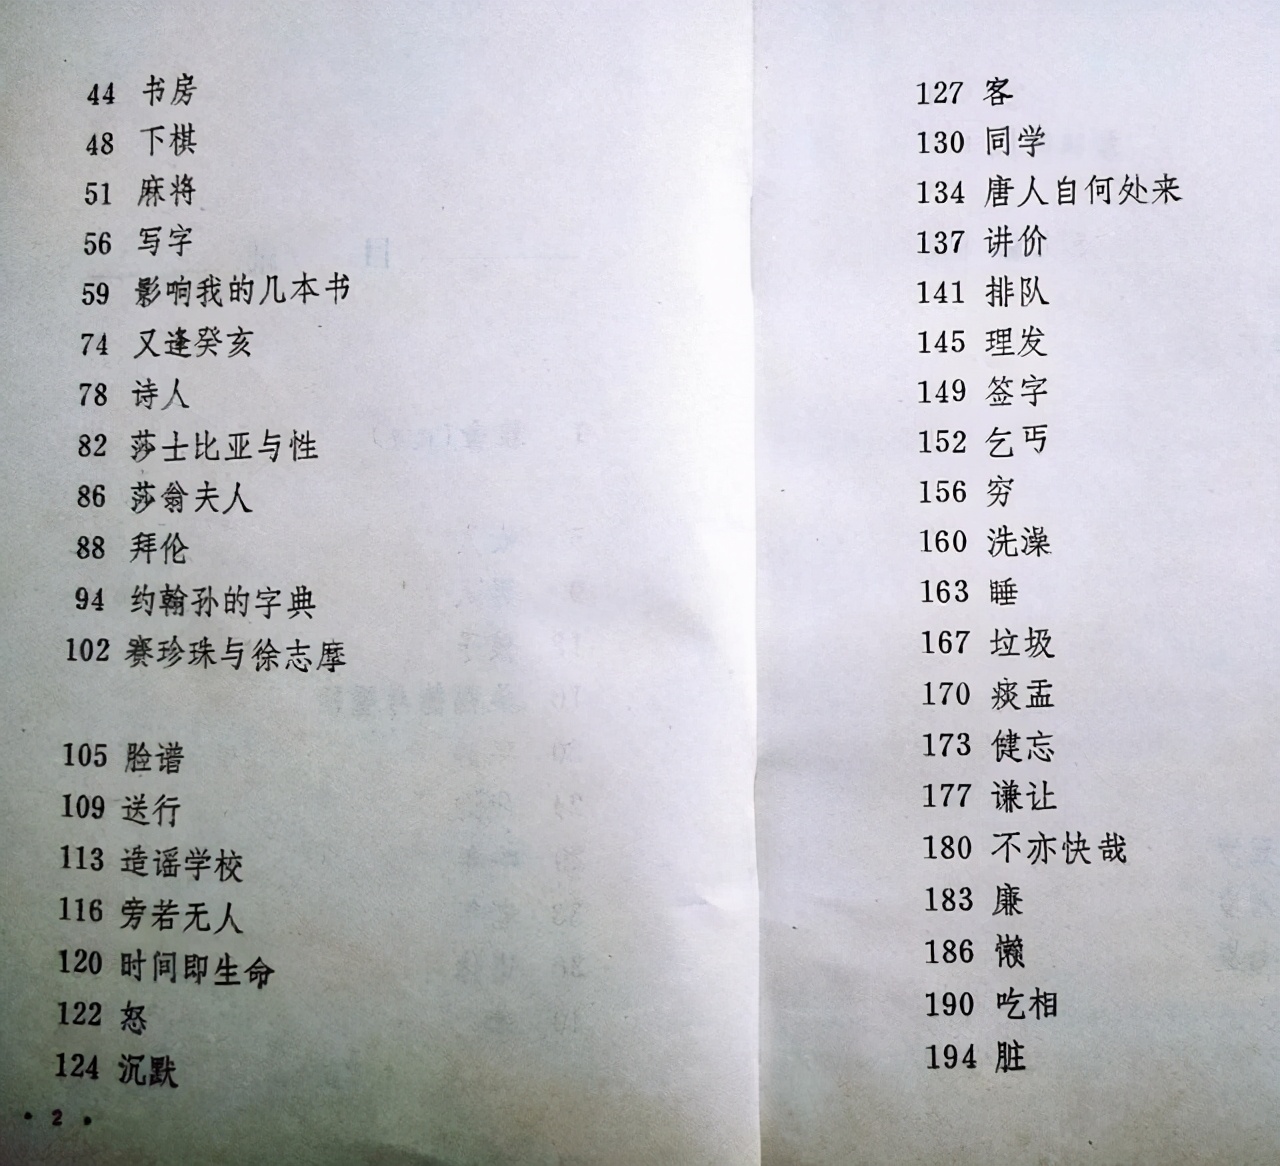 44 书房
48 下棋
51 麻将
56 写字
59 影响我的几本书
74 又逢癸亥
78 诗人
82 莎士比亚与性
86 莎翁夫人
88 拜伦
94 约翰孙的字典
102 赛珍珠与徐志摩
105 脸谱
109 送行
113 造谣学校
116 旁若无人
120 时间即生命
122 怒
124 沉默
· 2 ·
127 客
130 同学
134 唐人自何处来
137 讲价
141 排队
145 理发
149 签字
152 乞丐
156 穷
160 洗澡
163 睡
167 垃圾
170 痰盂
173 健忘
177 谦让
180 不亦快哉
183 廉
186 懒
190 吃相
194 脏